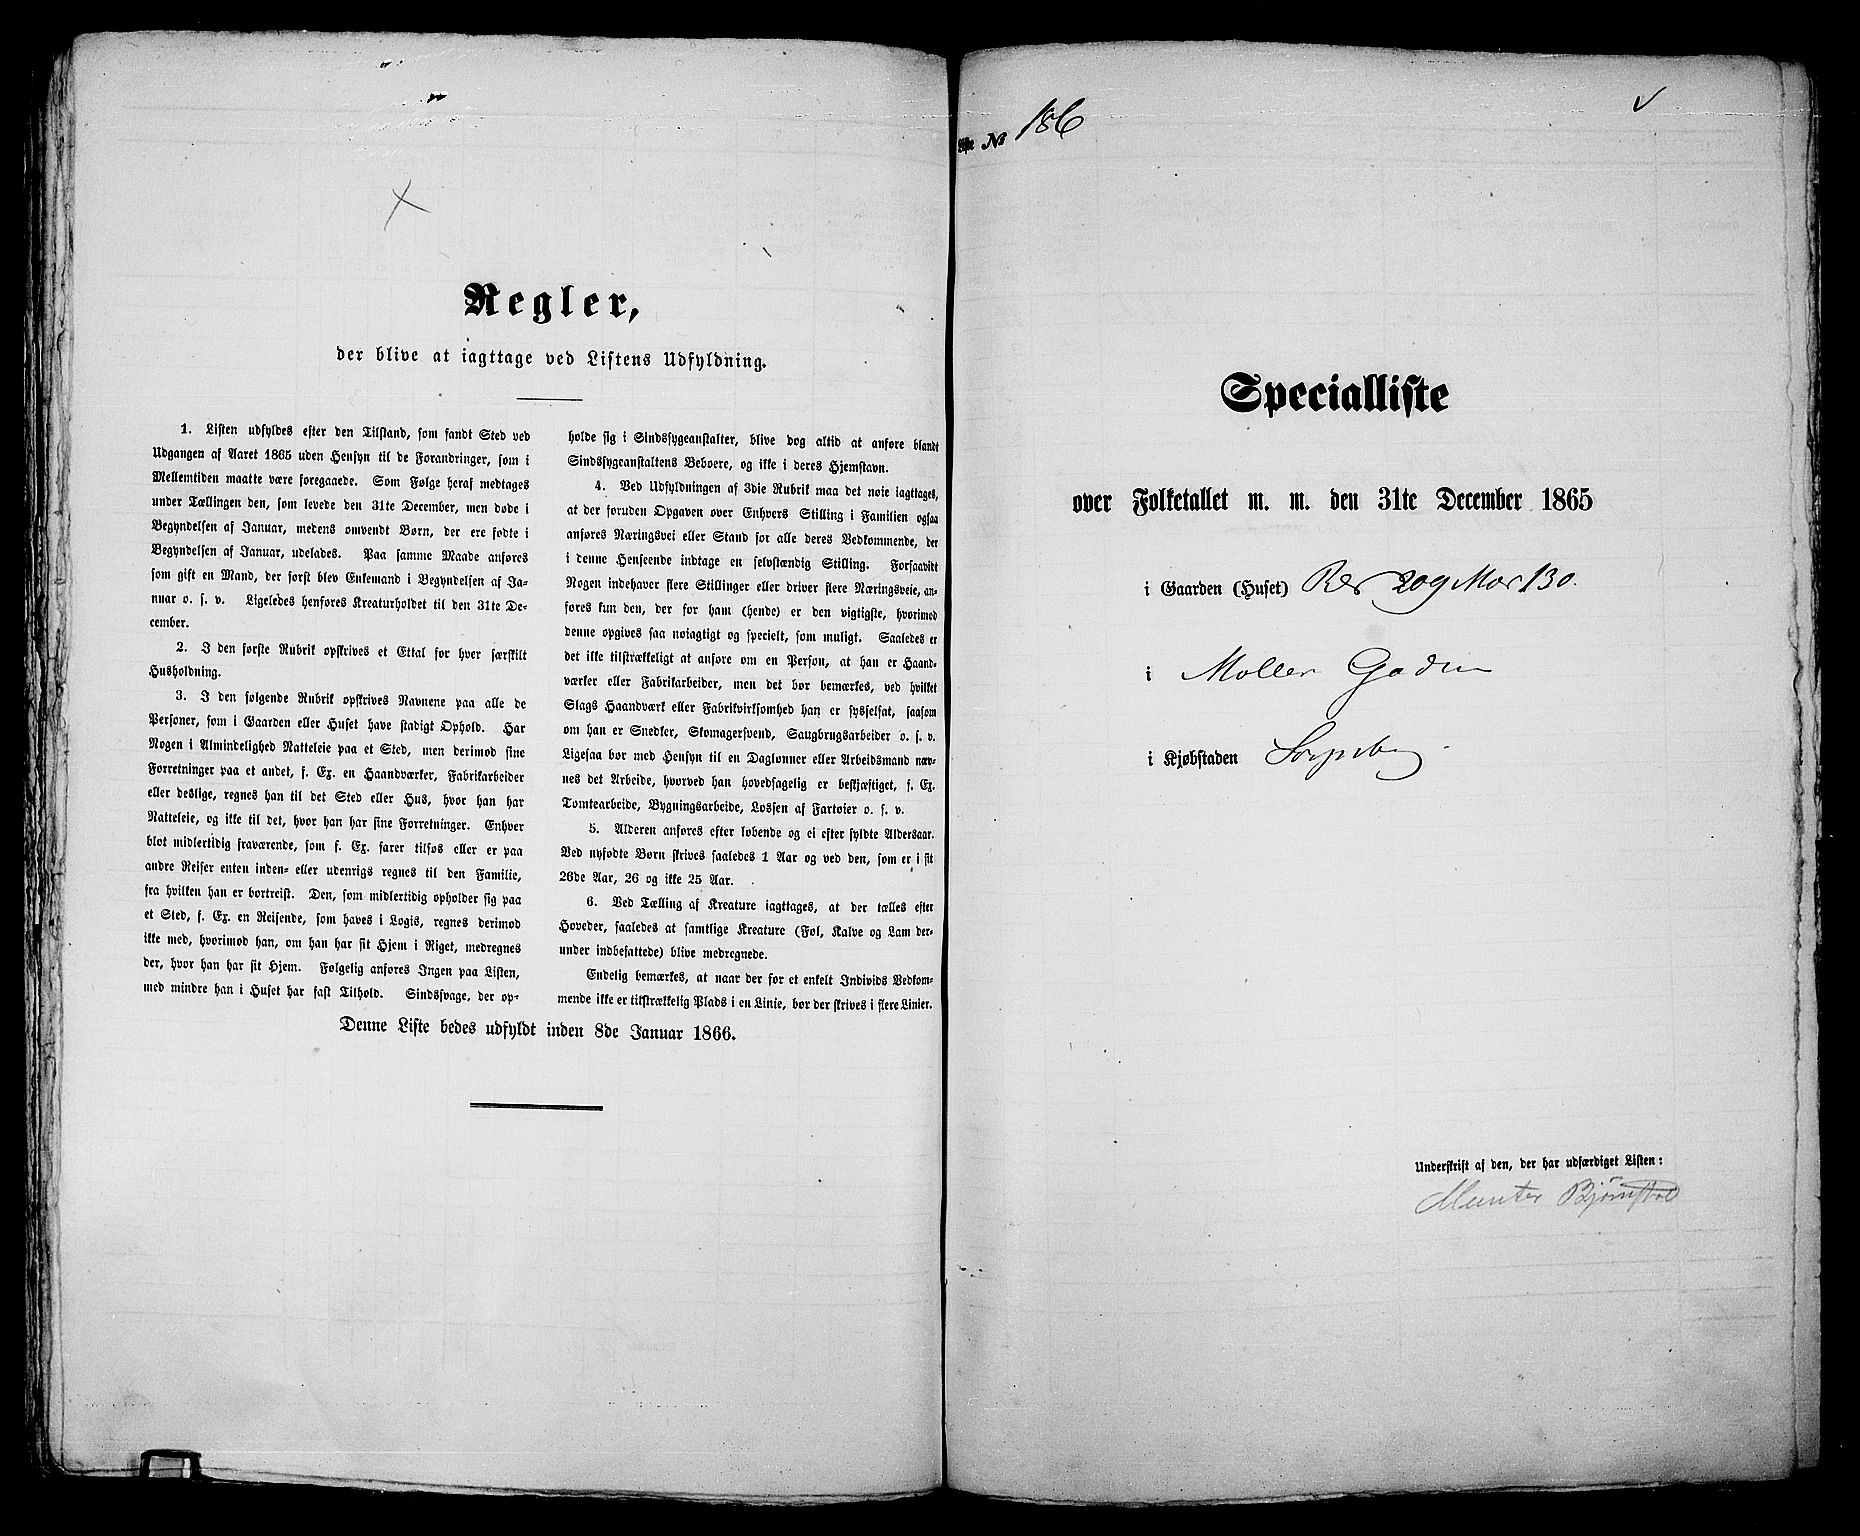 Regler,
der blive at iagttage ved Listens Udfyldning.
1. Listen udfyldes efter den Tilstand, som fandt Sted ved
Udgangen af Aaret 1865 uden Hensyn til de Forandringer, som i
Mellemtiden maatte være foregaaede. Som Følge heraf medtages
under Tællingen den, som levede den 31te December, men døde i
Begyndelsen af Januar, medens omvendt Børn, der ere fødte i
Begyndelsen af Januar, udelades. Paa samme Maade anføres
som gift en Mand, der først blev Enkemand i Begyndelsen af Ja-
nuar o. s. v. Ligeledes henføres Kreaturholdet til den 31te De-
cember.
2. I den første Rubrik opskrives et Ettal for hver særskilt
Husholdning.
3. I den følgende Rubrik opskrives Navnene paa alle de
Personer, som i Gaarden eller Huset have stadigt Ophold. Har
Nogen i Almindelighed Natteleie paa et Sted, men derimod sine
Forretninger paa et andet, f. Ex. en Haandværker, Fabrikarbeider
eller deslige, regnes han til det Sted eller Hus, hvor han har
Natteleie, og ikke til det, hvor han har sine Forretninger. Enhver
blot midlertidig fraværende, som f. Ex. farer tilsøs eller er paa
andre Reiser enten inden- eller udenrigs regnes til den Familie,
fra hvilken han er bortreist. Den, som midlertidig opholder sig paa
et Sted, f. Ex. en Reisende, som haves i Logis, regnes derimod
ikke med, hvorimod han, om han har sit Hjem i Riget, medregnes
der, hvor han har sit Hjem. Følgelig anføres Ingen paa Listen,
med mindre han i Huset har fast Tilhold. Sindssvage, der op-
holde sig i Sindssygeanstalter, blive dog altid at anføre blandt
Sindssygeanstaltens Beboere, og ikke i deres Hjemstavn.
4. Ved Udfyldningen af 3die Rubrik maa det nøie iagttages,
at der foruden Opgaven over Enhvers Stilling i Familien ogsaa
anføres Næringsvei eller Stand for alle deres Vedkommende, der
i denne Henseende indtage en selvstændig Stilling. Forsaavidt
Nogen indehaver flere Stillinger eller driver flere Næringsveie, an-
føres kun den, der for ham (hende) er den vigtigste, hvorimod
denne opgives saa nøiagtigt og specielt, som muligt. Saaledes er
det ikke tilstrækkeligt at anføre om en Person, at han er Haand-
værker eller Fabrikarbeider, men det bør bemærkes, ved hvilket
Slags Haandværk eller Fabrikvirksomhed han er sysselsat, saasom
om han er Snedker, Skomagersvend, Saugbrugsarbeider o. s. v.
Ligesaa bør med Hensyn til en Dagløner eller Arbeidsmand næv-
nes det Arbeide, hvorved han hovedsagelig er beskjæftiget, f. Ex.
Tomtearbeide, Bygningsarbeide, Lossen af Fartøier o. s. v.
5. Alderen anføres efter løbende og ei efter fyldte Aldersaar.
Ved nyfødte Børn skrives saaledes 1 Aar og ved den, som er i sit
26de Aar, 26 og ikke 25 Aar.
6. Ved Tælling af Kreature iagttages, at der tælles efter
Hoveder, saaledes at samtlige Kreature (Føl, Kalve og Lam der-
under indbefattede) blive medregnede.
Endelig bemærkes, at naar der for et enkelt Individs Vedkom-
mende ikke er tilstrækkelig Plads i en Linie, bør der skrives i flere Linier.
Denne Liste bedes udfyldt inden 8de Januar 1866.
Liste № 186
Specialliste
over Folketallet m. m. den 31te December 1865
i Gaarden (Huset) 209 130.
i Møller Gaden
i Kjøbstaden Sarpsborg
Underskrift af den, der har udfærdiget Listen:
Munter Bjørnstad